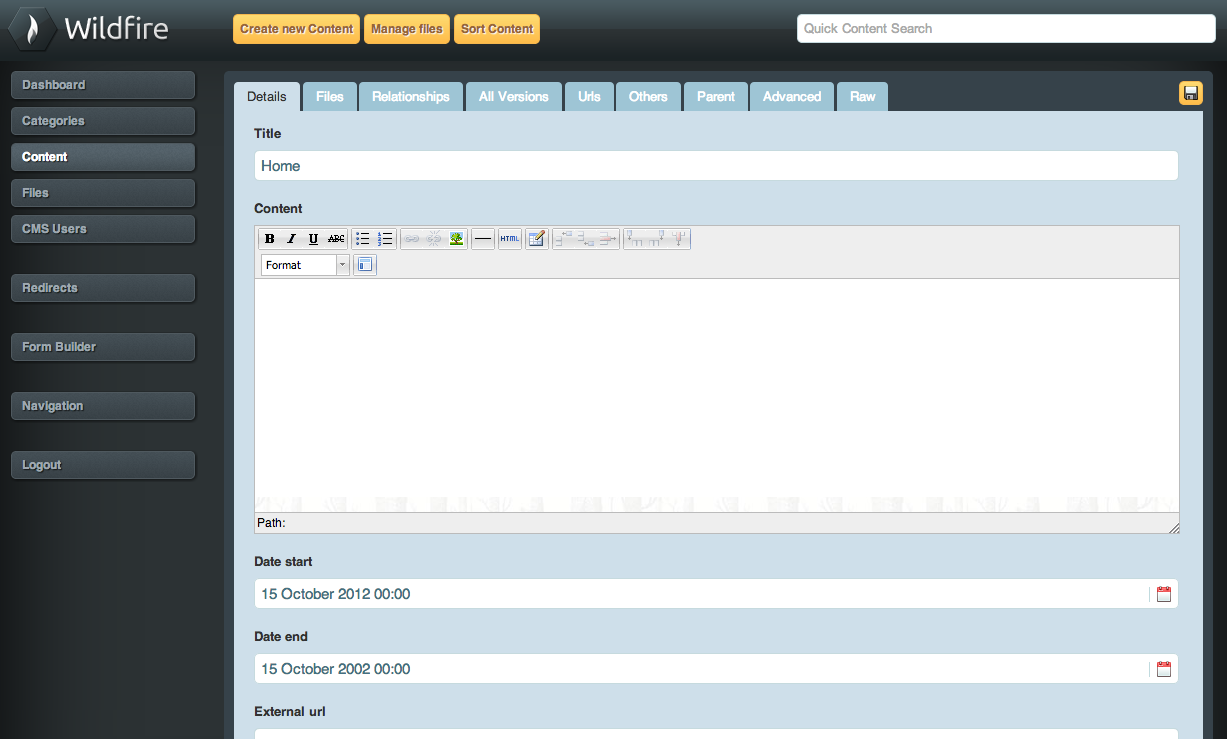 Wildfire
Create new Content Manage files Sort Content
Quick Content Search
Dashboard
Categories
Content
Files
CMS Users
Redirects
Form Builder
Navigation
Logout
Details Files Relationships All Versions Urls Others Parent Advanced Raw
Title
Home
Content
B I U ABC HTML
Format
Path:
Date start
15 October 2012 00:00
Date end
15 October 2002 00:00
External url